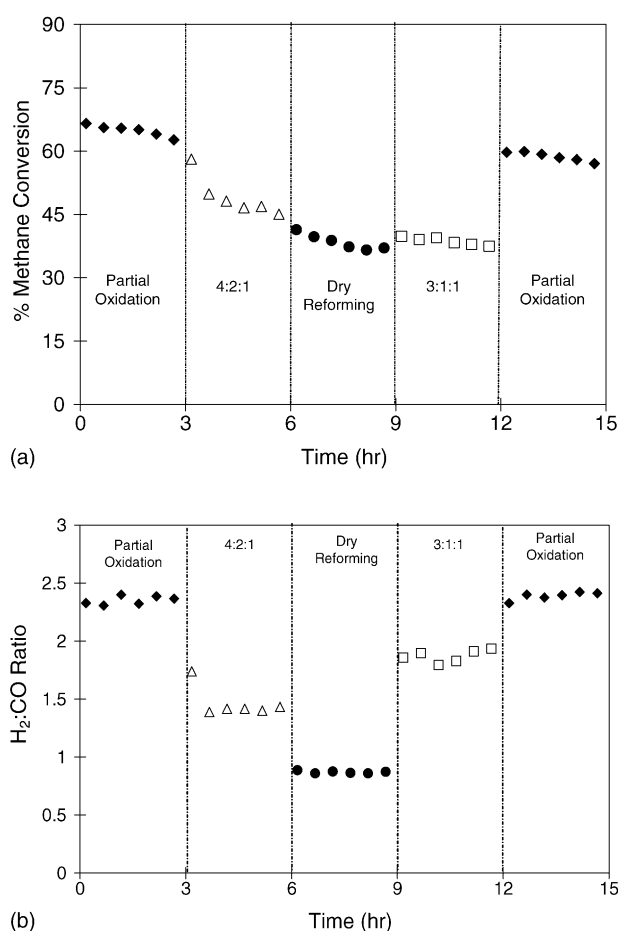 90
75
60
45
30
15
0
% Methane Conversion
Partial
Oxidation
4:2:1
Dry
Reforming
3:1:1
Partial
Oxidation
0 3 6 9 12 15
(a)
Time (hr)
3
2.5
2
1.5
1
0.5
0
H₂:CO Ratio
Partial
Oxidation
4:2:1
Dry
Reforming
3:1:1
Partial
Oxidation
0 3 6 9 12 15
(b)
Time (hr)